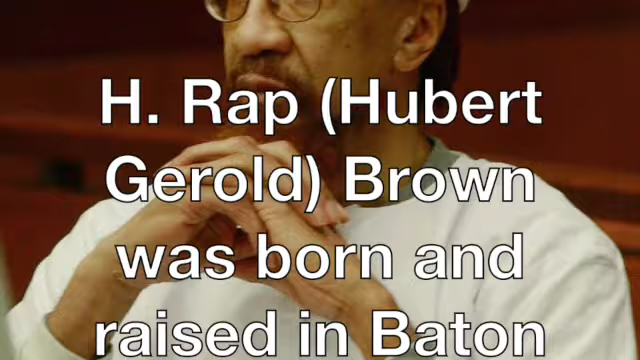 H. Rap (Hubert
Gerold) Brown
was born and
raised in Baton